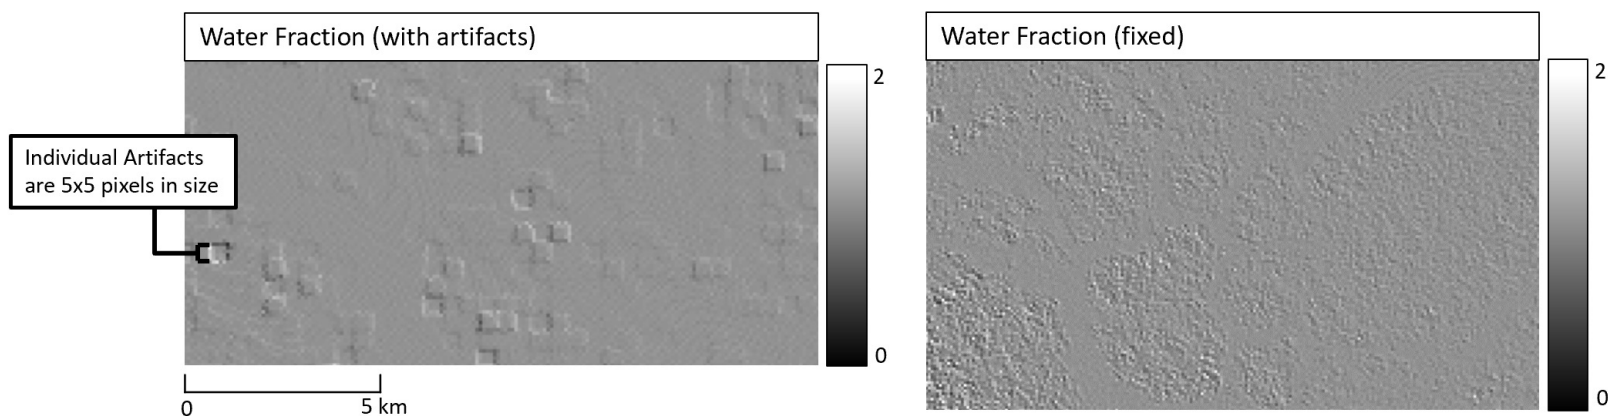 Water Fraction (with artifacts)
2
0
Individual Artifacts
are 5x5 pixels in size
0
5 km
Water Fraction (fixed)
2
0